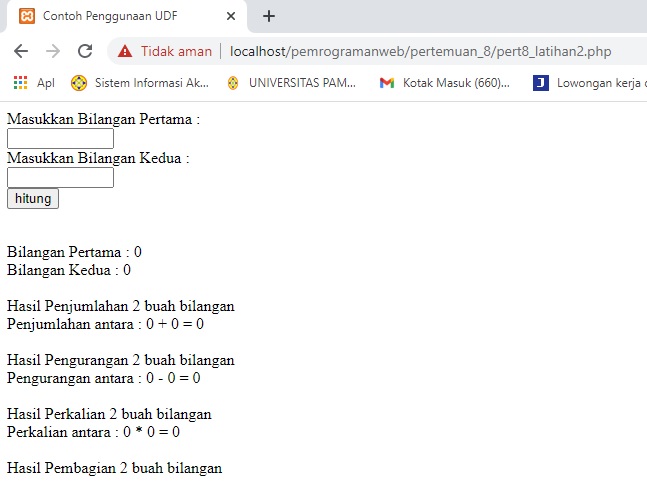 Contoh Penggunaan UDF
Tidak aman | localhost/pemrogramanweb/pertemuan_8/pert8_latihan2.php
Apl Sistem Informasi Ak... UNIVERSITAS PAM... Kotak Masuk (660)... Lowongan kerja d
Masukkan Bilangan Pertama :
Masukkan Bilangan Kedua :
hitung
Bilangan Pertama : 0
Bilangan Kedua : 0
Hasil Penjumlahan 2 buah bilangan
Penjumlahan antara : 0 + 0 = 0
Hasil Pengurangan 2 buah bilangan
Pengurangan antara : 0 - 0 = 0
Hasil Perkalian 2 buah bilangan
Perkalian antara : 0 * 0 = 0
Hasil Pembagian 2 buah bilangan